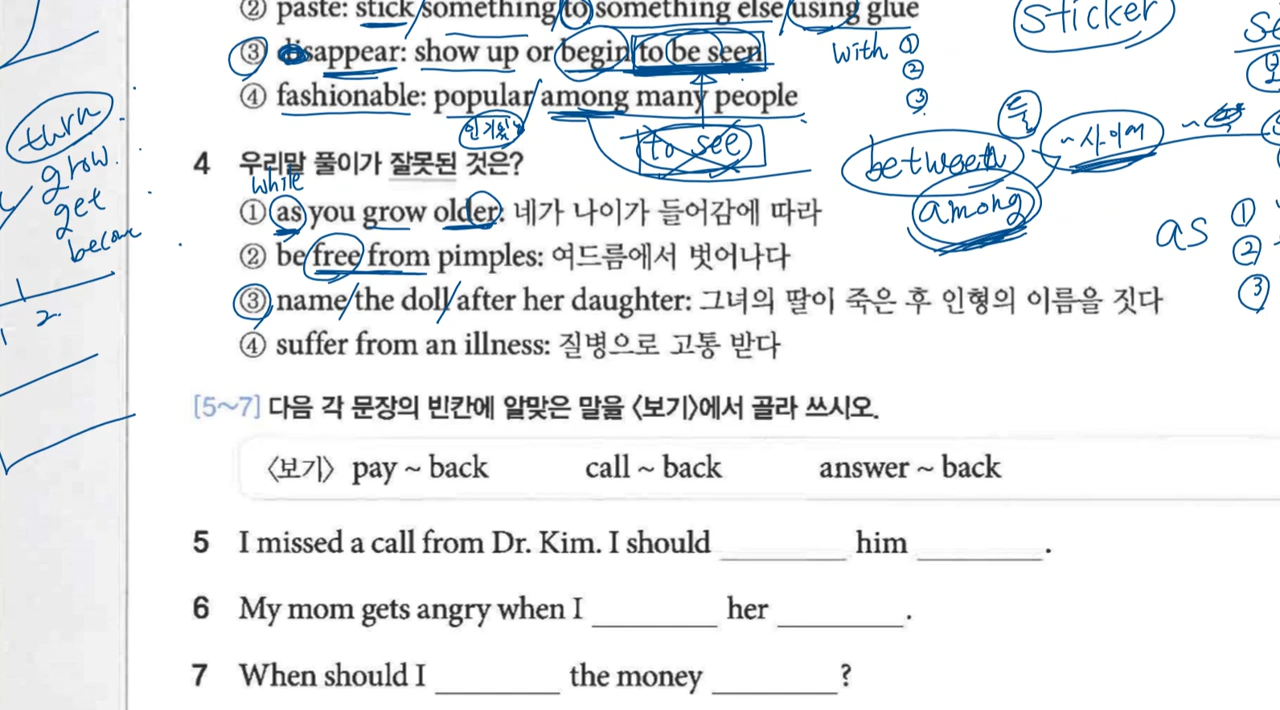 ② paste: stick something to something else using glue
sticker
③ disappear: show up or begin to be seen
with ①
②
③
④ fashionable: popular among many people
인기있는
to see
between
~사이에
among
turn
grow
get
become
4 우리말 풀이가 잘못된 것은?
while
① as you grow older: 네가 나이가 들어감에 따라
as ①
②
③
② be free from pimples: 여드름에서 벗어나다
③ name the doll after her daughter: 그녀의 딸이 죽은 후 인형의 이름을 짓다
④ suffer from an illness: 질병으로 고통 받다
1
2.
[5~7] 다음 각 문장의 빈칸에 알맞은 말을 〈보기〉에서 골라 쓰시오.
〈보기〉 pay ~ back call ~ back answer ~ back
5 I missed a call from Dr. Kim. I should ________ him ________.
6 My mom gets angry when I ________ her ________.
7 When should I ________ the money ________?